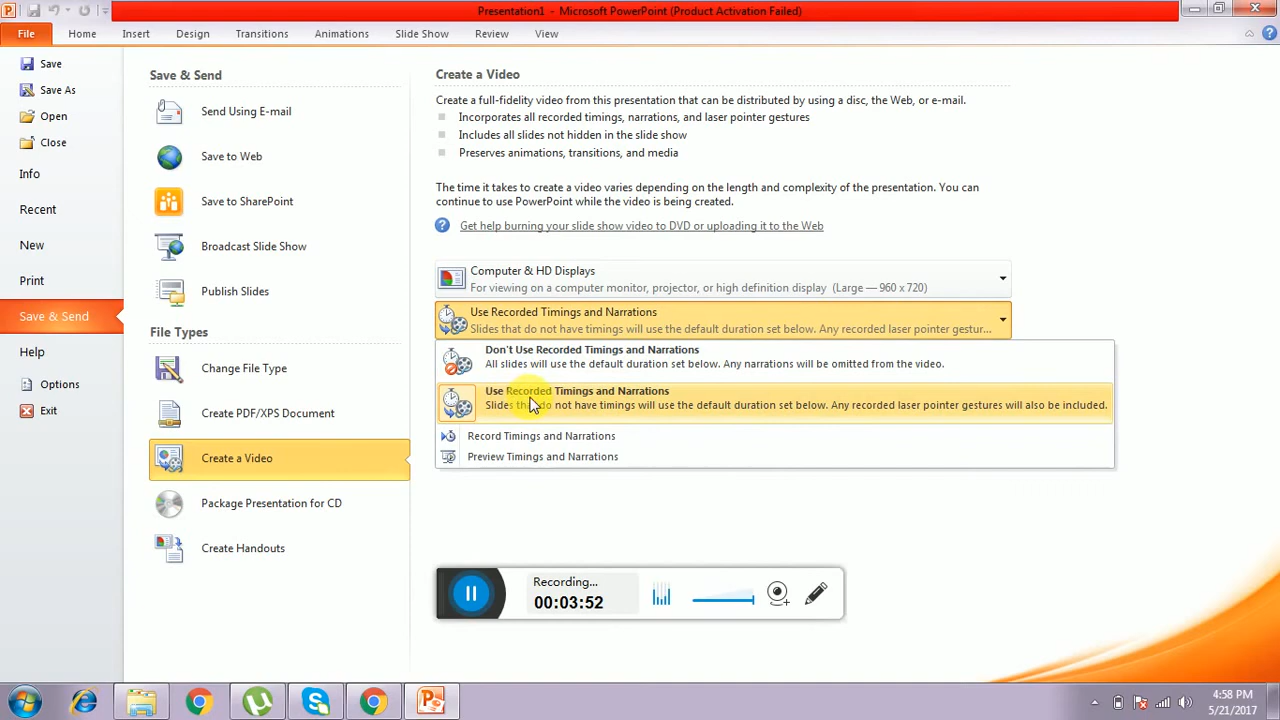 Presentation1 - Microsoft PowerPoint (Product Activation Failed)
File Home Insert Design Transitions Animations Slide Show Review View
Save
Save As
Open
Close
Info
Recent
New
Print
Save & Send
Help
Options
Exit
Save & Send
Send Using E-mail
Save to Web
Save to SharePoint
Broadcast Slide Show
Publish Slides
File Types
Change File Type
Create PDF/XPS Document
Create a Video
Package Presentation for CD
Create Handouts
Create a Video
Create a full-fidelity video from this presentation that can be distributed by using a disc, the Web, or e-mail.
Incorporates all recorded timings, narrations, and laser pointer gestures
Includes all slides not hidden in the slide show
Preserves animations, transitions, and media
The time it takes to create a video varies depending on the length and complexity of the presentation. You can
continue to use PowerPoint while the video is being created.
Get help burning your slide show video to DVD or uploading it to the Web
Computer & HD Displays
For viewing on a computer monitor, projector, or high definition display (Large — 960 x 720)
Use Recorded Timings and Narrations
Slides that do not have timings will use the default duration set below. Any recorded laser pointer gestur...
Don't Use Recorded Timings and Narrations
All slides will use the default duration set below. Any narrations will be omitted from the video.
Use Recorded Timings and Narrations
Slides that do not have timings will use the default duration set below. Any recorded laser pointer gestures will also be included.
Record Timings and Narrations
Preview Timings and Narrations
Recording...
00:03:52
4:58 PM
5/21/2017